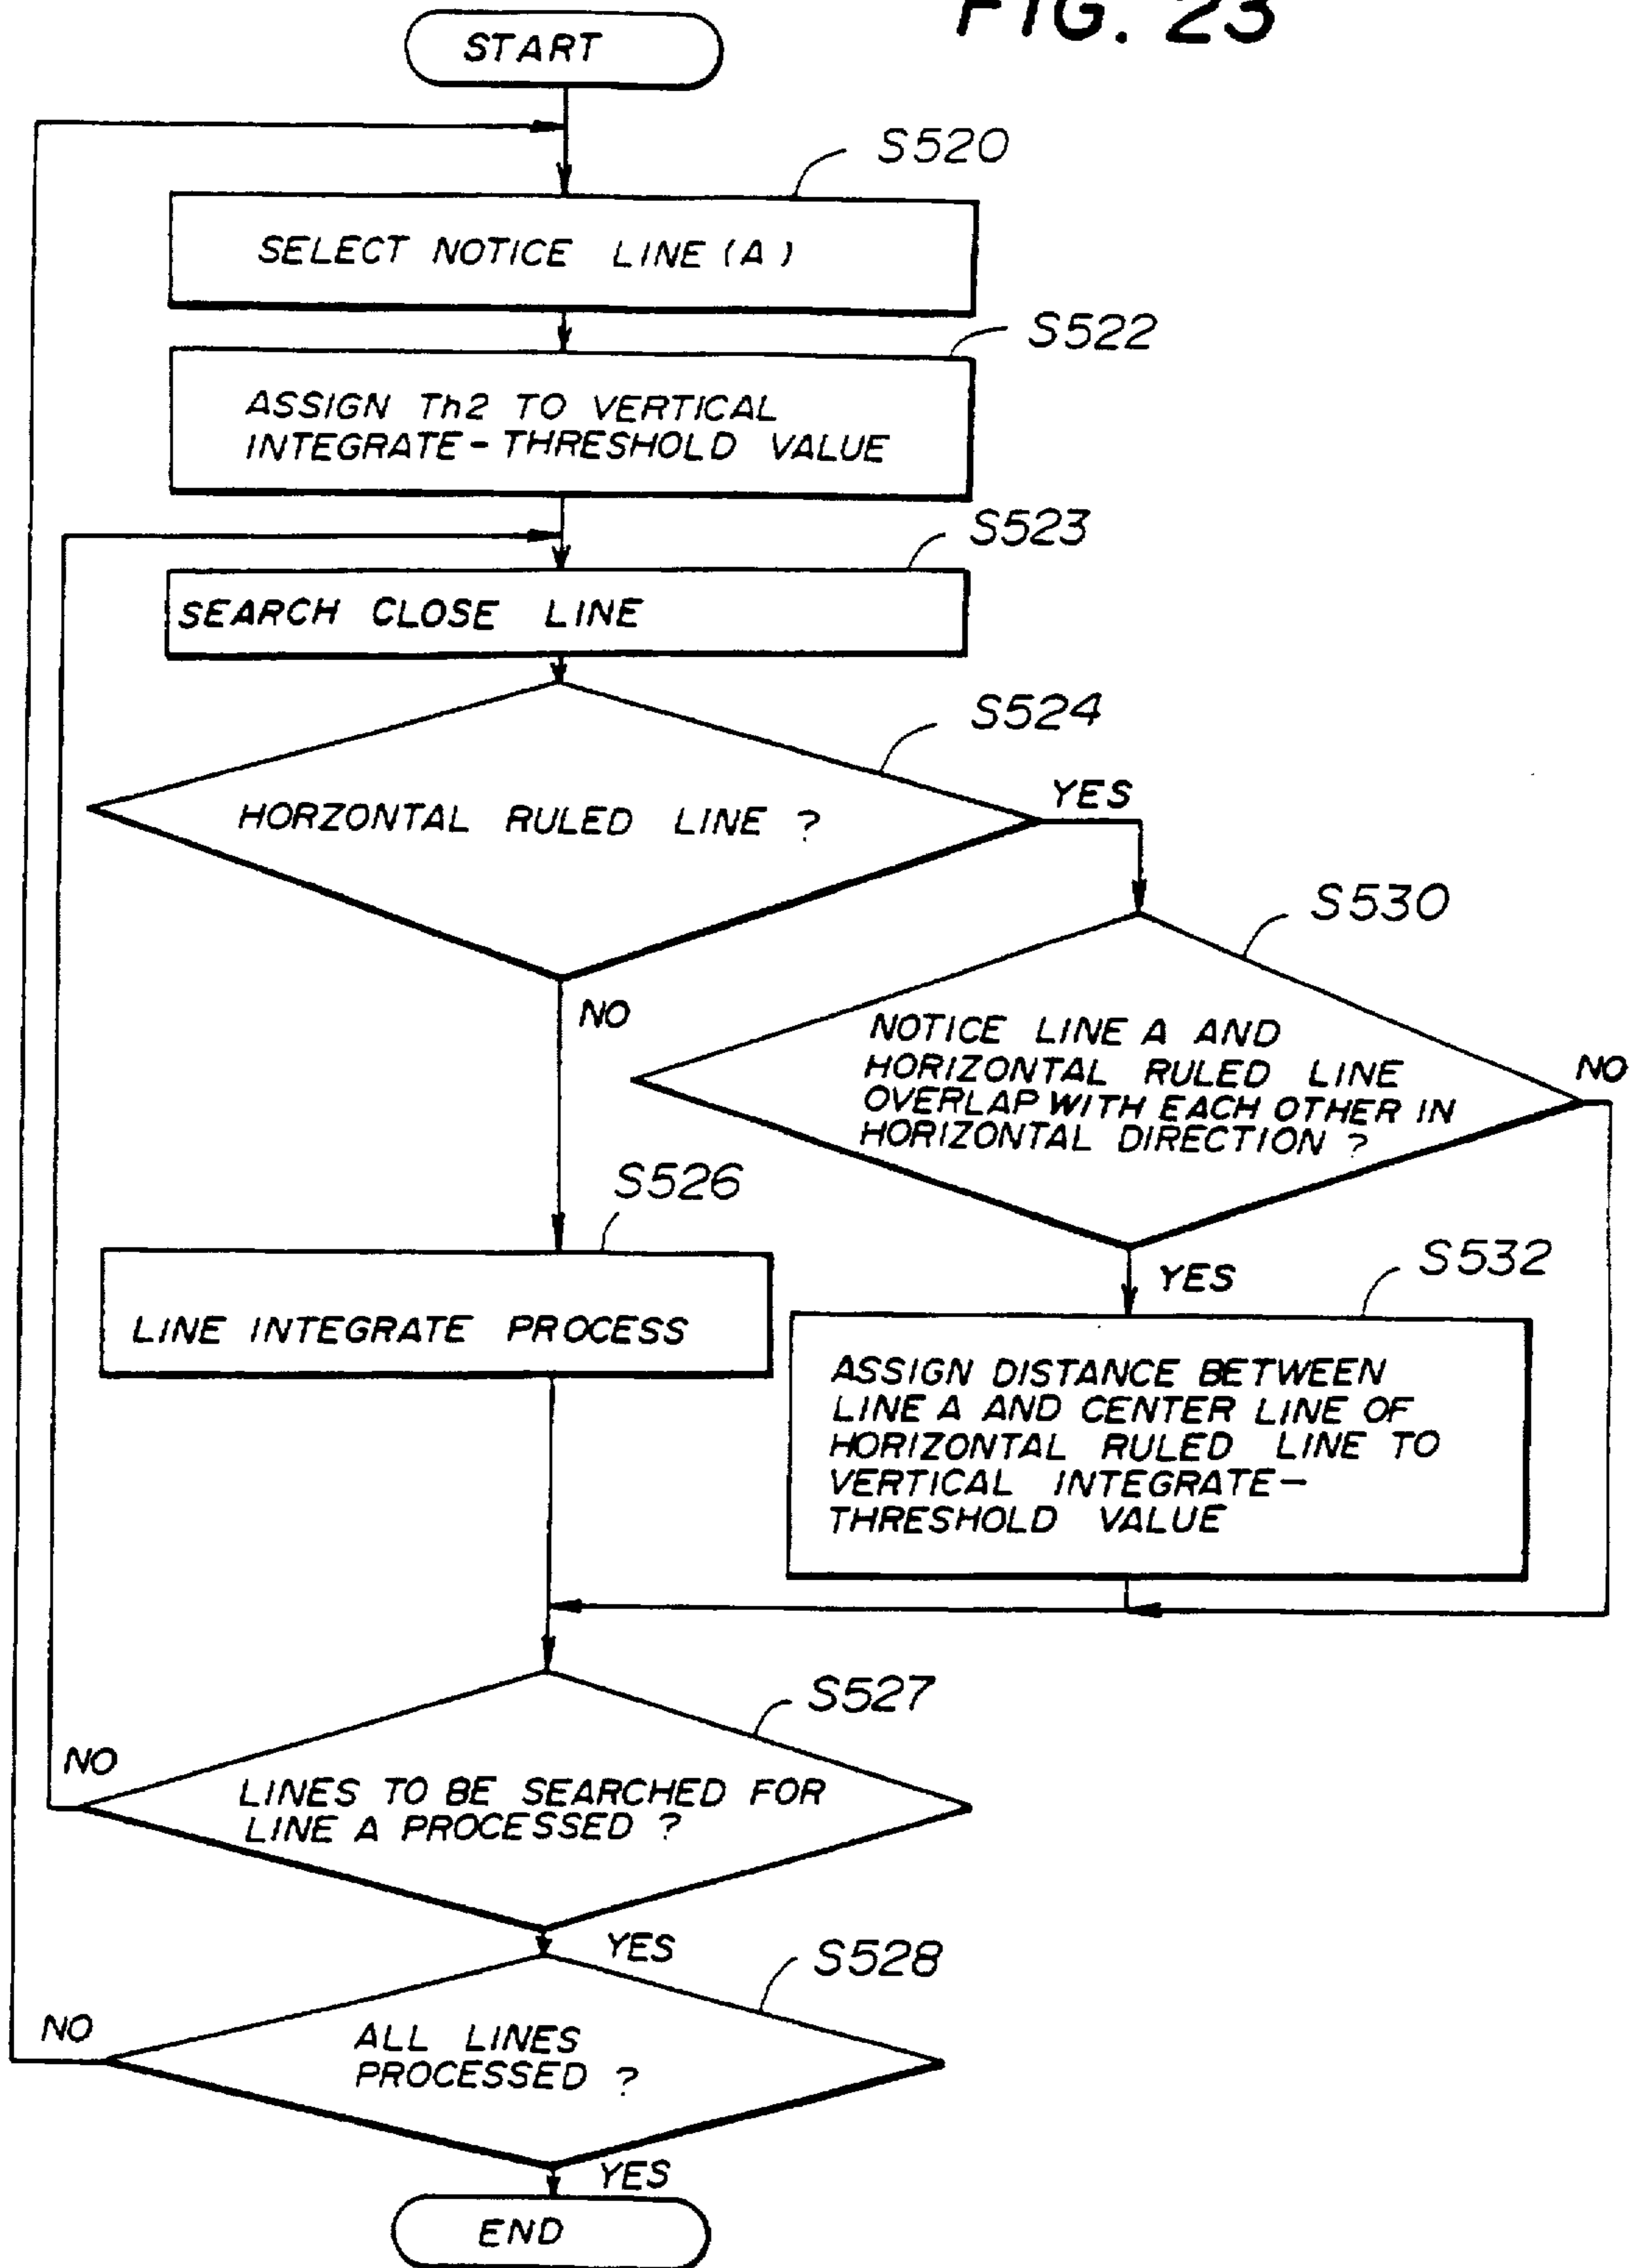 FIG. 23
START
S520
SELECT NOTICE LINE (A)
S522
ASSIGN Th2 TO VERTICAL
INTEGRATE-THRESHOLD VALUE
S523
SEARCH CLOSE LINE
S524
HORZONTAL RULED LINE ?
YES
NO
S530
NOTICE LINE A AND
HORIZONTAL RULED LINE
OVERLAP WITH EACH OTHER IN
HORIZONTAL DIRECTION ?
NO
YES
S526
LINE INTEGRATE PROCESS
S532
ASSIGN DISTANCE BETWEEN
LINE A AND CENTER LINE OF
HORIZONTAL RULED LINE TO
VERTICAL INTEGRATE-
THRESHOLD VALUE
S527
NO
LINES TO BE SEARCHED FOR
LINE A PROCESSED ?
YES
S528
NO
ALL LINES
PROCESSED ?
YES
END